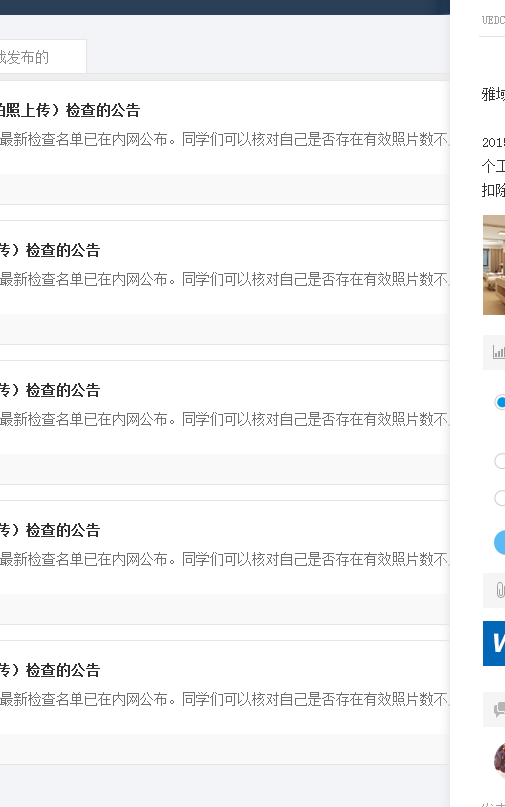 我发布的
拍照上传）检查的公告
最新检查名单已在内网公布。同学们可以核对自己是否存在有效照片数不
传）检查的公告
最新检查名单已在内网公布。同学们可以核对自己是否存在有效照片数不
传）检查的公告
最新检查名单已在内网公布。同学们可以核对自己是否存在有效照片数不
传）检查的公告
最新检查名单已在内网公布。同学们可以核对自己是否存在有效照片数不
传）检查的公告
最新检查名单已在内网公布。同学们可以核对自己是否存在有效照片数不
UEDC
雅域
201
个工
扣除